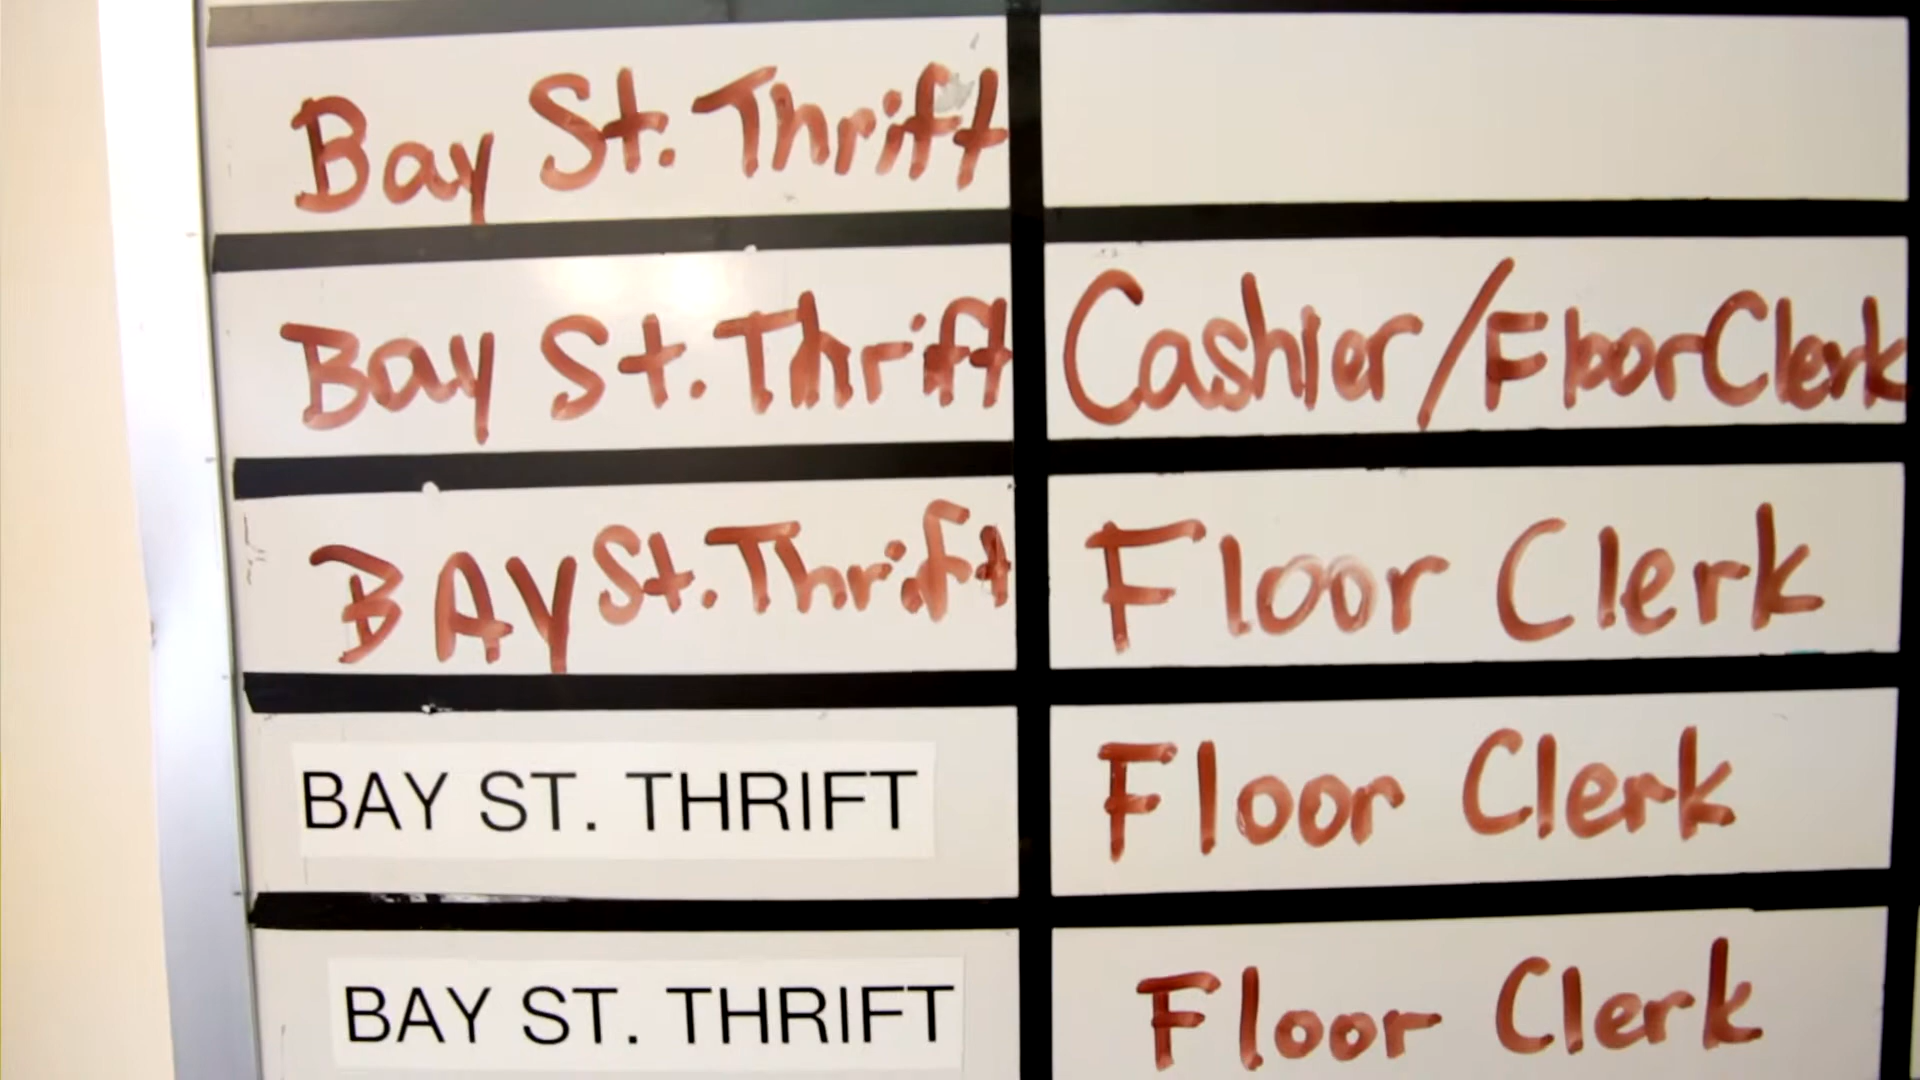 Bay St. Thrift
Bay St. Thrift Cashier/Floor Clerk
BAY St. Thrift Floor Clerk
BAY ST. THRIFT Floor Clerk
BAY ST. THRIFT Floor Clerk